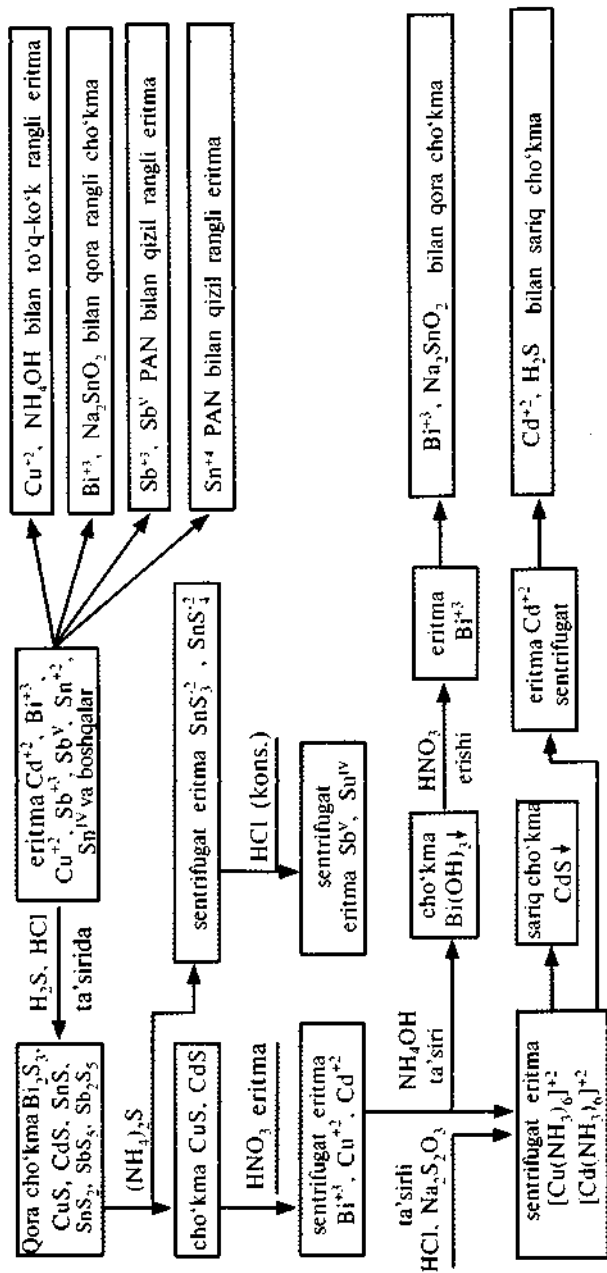 Qora cho'kma Bi₂S₃.
CuS, CdS. SnS.
SnS₂, SbS₃, Sb₂S₅
H₂S, HCl
ta'sirida
eritma Cd⁺², Bi⁺³
Cu⁺², Sb⁺³, Sbⱽ, Sn⁺²,
Snᴵⱽ va boshqalar
Cu⁺², NH₄OH bilan to'q-ko'k rangli eritma
Bi⁺³, Na₂SnO₂ bilan qora rangli cho'kma
Sb⁺³, Sbⱽ PAN bilan qizil rangli eritma
Sn⁺⁴ PAN bilan qizil rangli eritma
(NH₄)₂S
sentrifugat eritma SnS₃⁻², SnS₄⁻²
HCl (kons.)
sentrifugat
eritma Sbⱽ, Snᴵⱽ
cho'kma CuS, CdS
HNO₃ eritma
sentrifugat eritma
Bi⁺³, Cu⁺², Cd⁺²
NH₄OH
ta'siri
cho'kma
Bi(OH)₃↓
HNO₃
erishi
eritma
Bi⁺³
Bi⁺³, Na₂SnO₂ bilan qora cho'kma
ta'sirli
HCl, Na₂S₂O₃
sentrifugat eritma
[Cu(NH₃)₆]⁺²
[Cd(NH₃)₆]⁺²
sariq cho'kma
CdS↓
eritma Cd⁺²
sentrifugat
Cd⁺², H₂S bilan sariq cho'kma